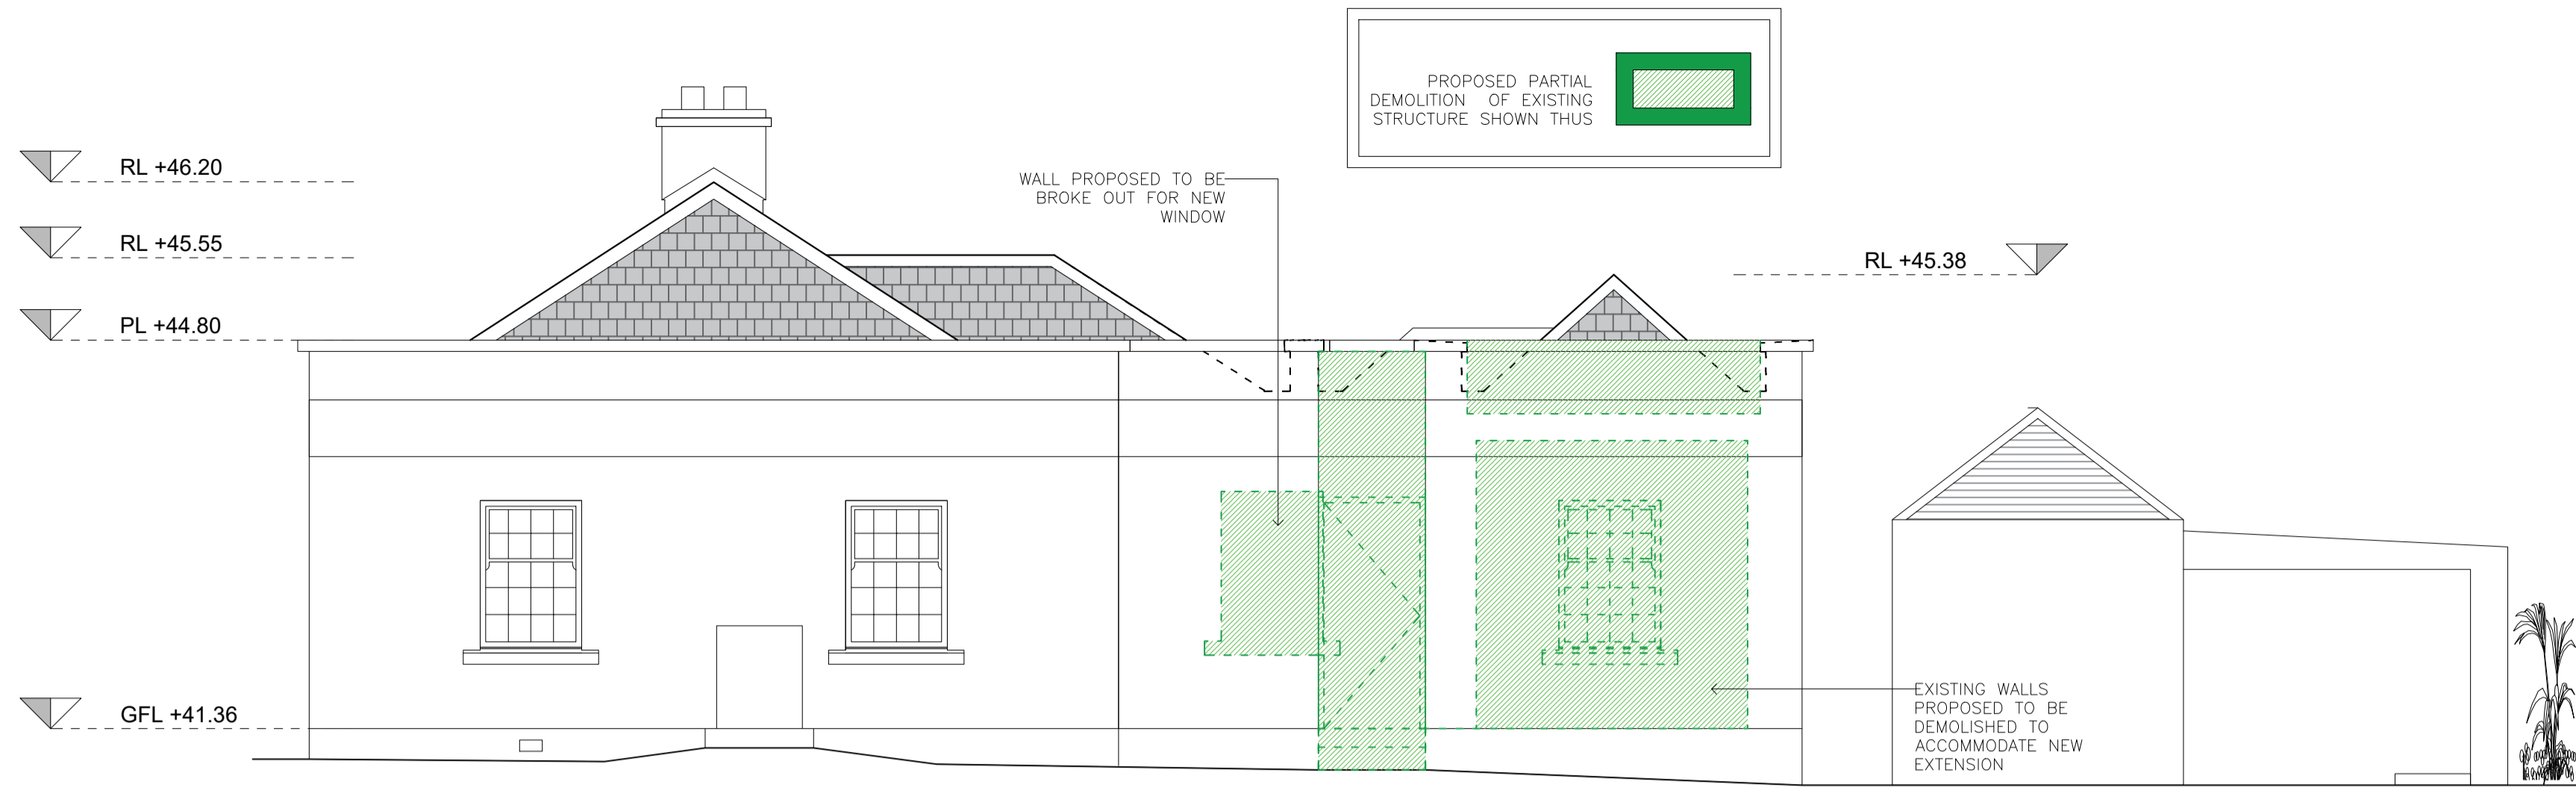 PROPOSED PARTIAL
DEMOLITION OF EXISTING
STRUCTURE SHOWN THUS
RL +46.20
WALL PROPOSED TO BE
BROKE OUT FOR NEW
WINDOW
RL +45.55
RL +45.38
PL +44.80
GFL +41.36
EXISTING WALLS
PROPOSED TO BE
DEMOLISHED TO
ACCOMMODATE NEW
EXTENSION